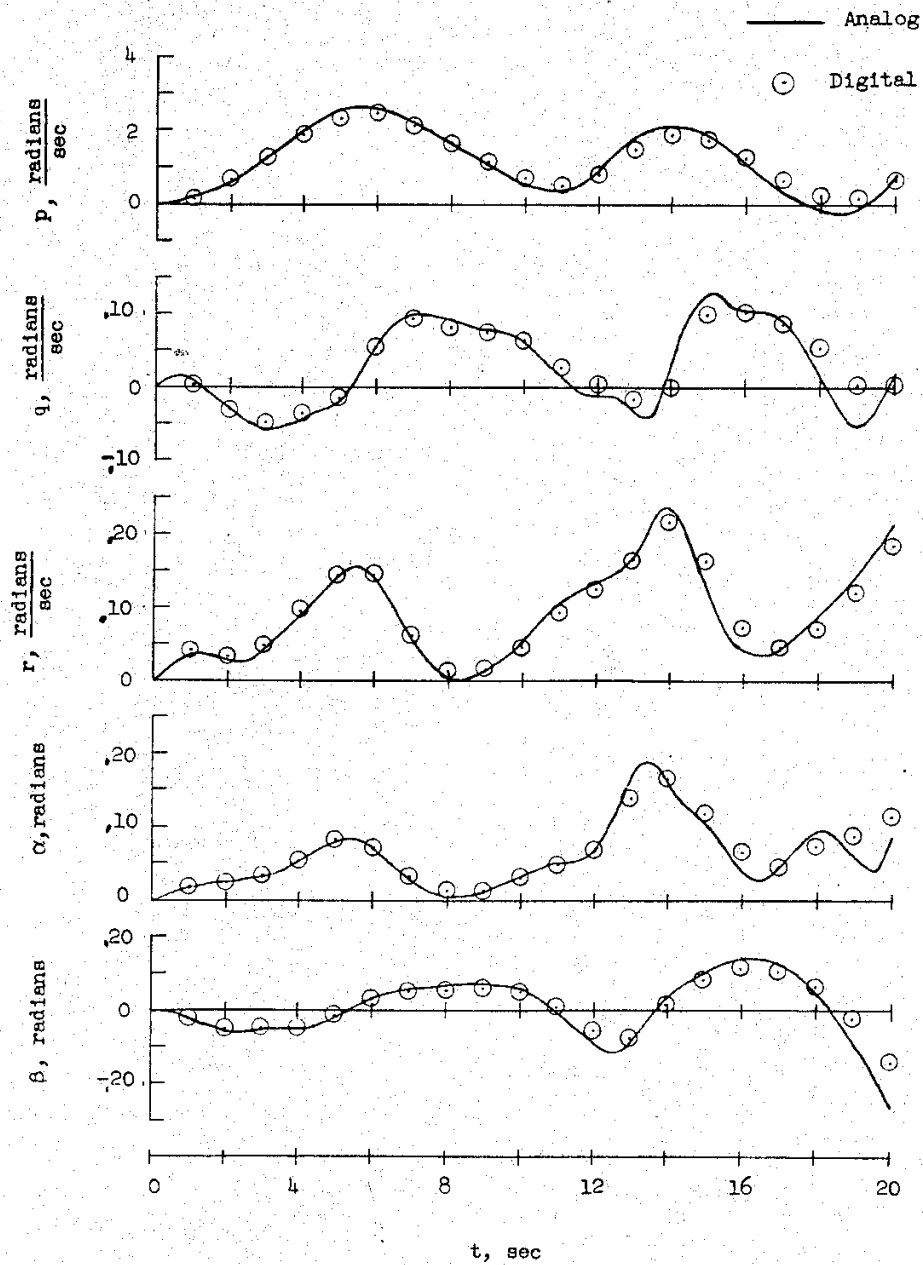 Analog
Digital
p, radians
sec
4
2
0
q, radians
sec
.10
0
-.10
r, radians
sec
.20
.10
0
α, radians
.20
.10
0
β, radians
.20
0
-.20
0 4 8 12 16 20
t, sec